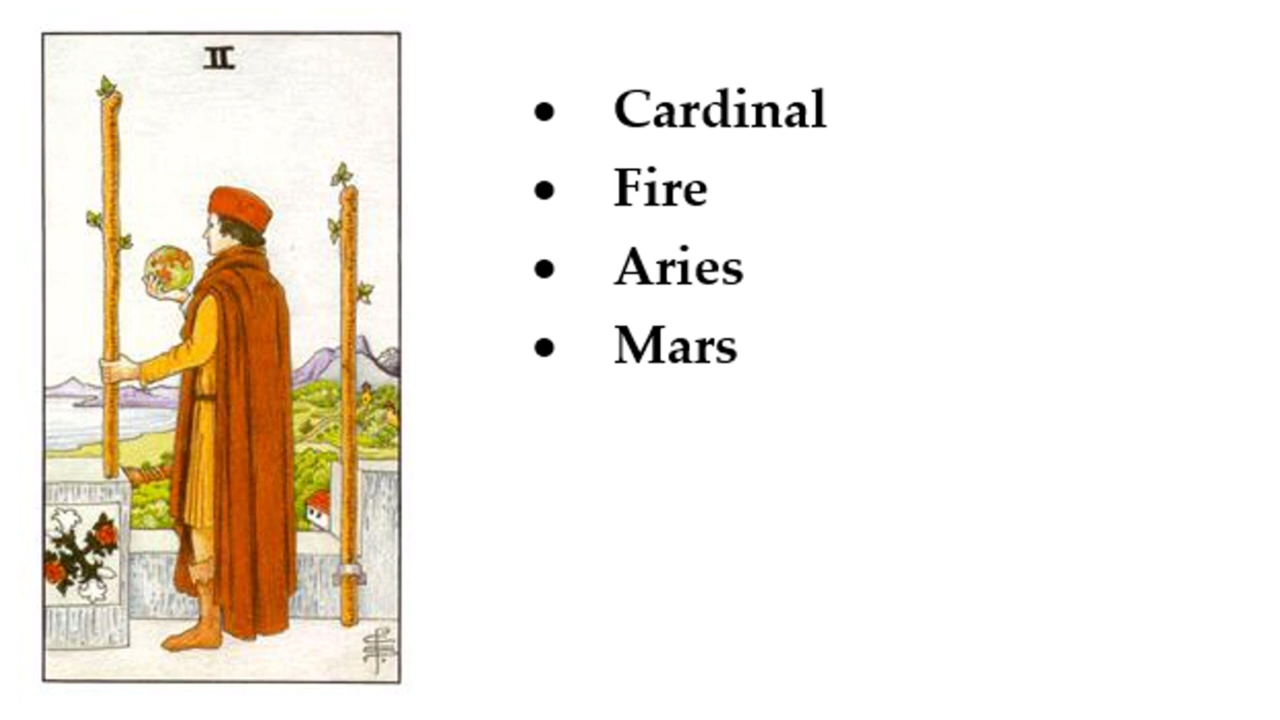 II
• Cardinal
• Fire
• Aries
• Mars